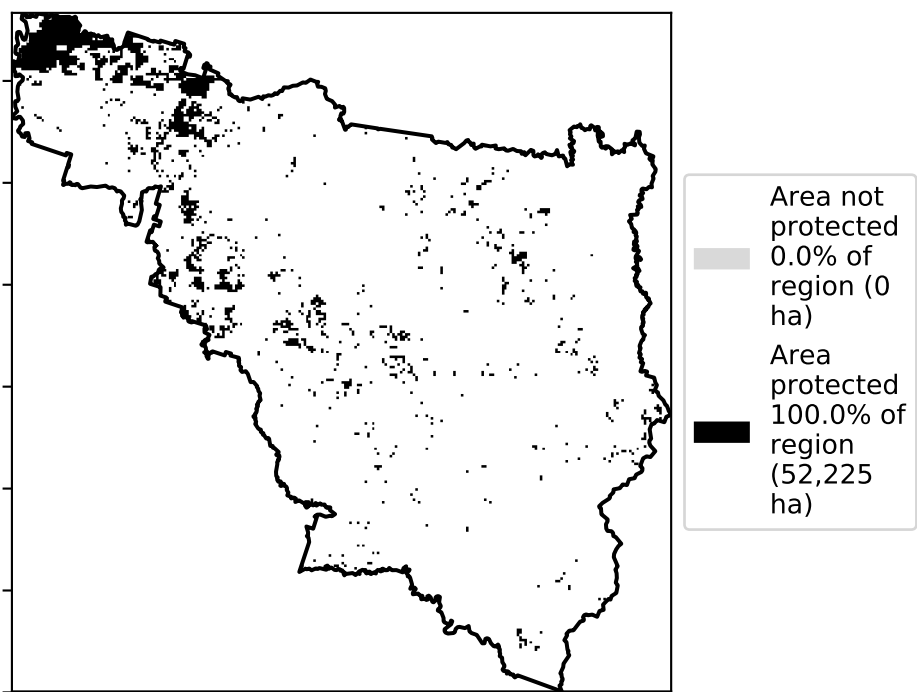 Area not
protected
0.0% of
region (0
ha)
Area
protected
100.0% of
region
(52,225
ha)